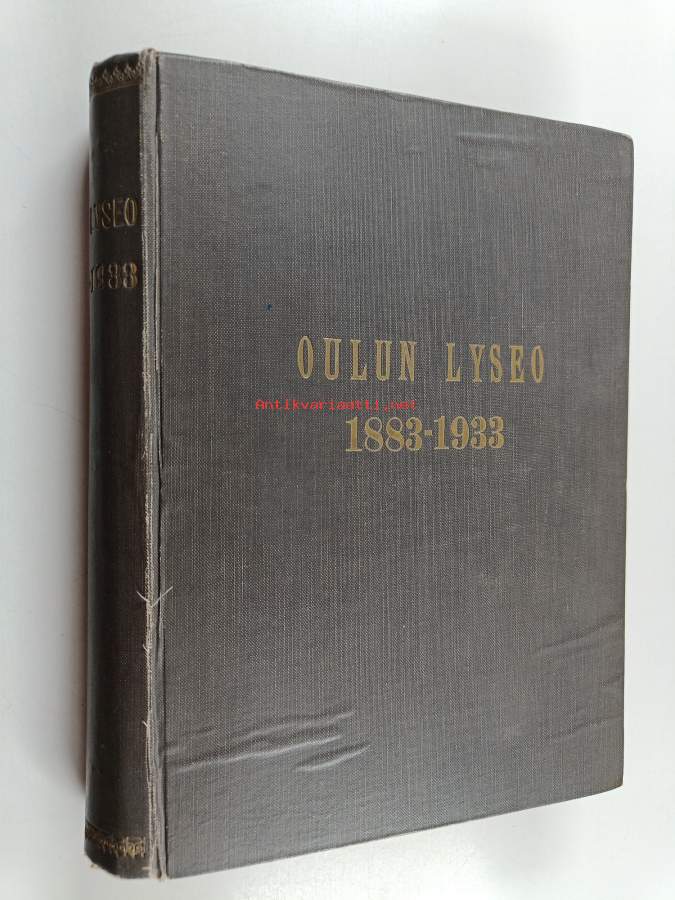 OULUN LYSEO
Antikvariaatti.net
1883-1933
LYSEO
1933